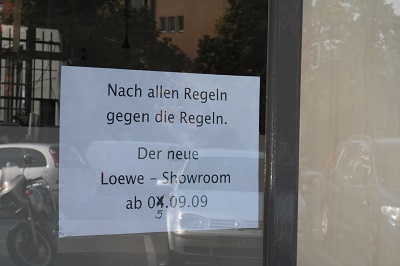 Nach allen Regeln
gegen die Regeln.
Der neue
Loewe - Showroom
ab 04.09.09
5